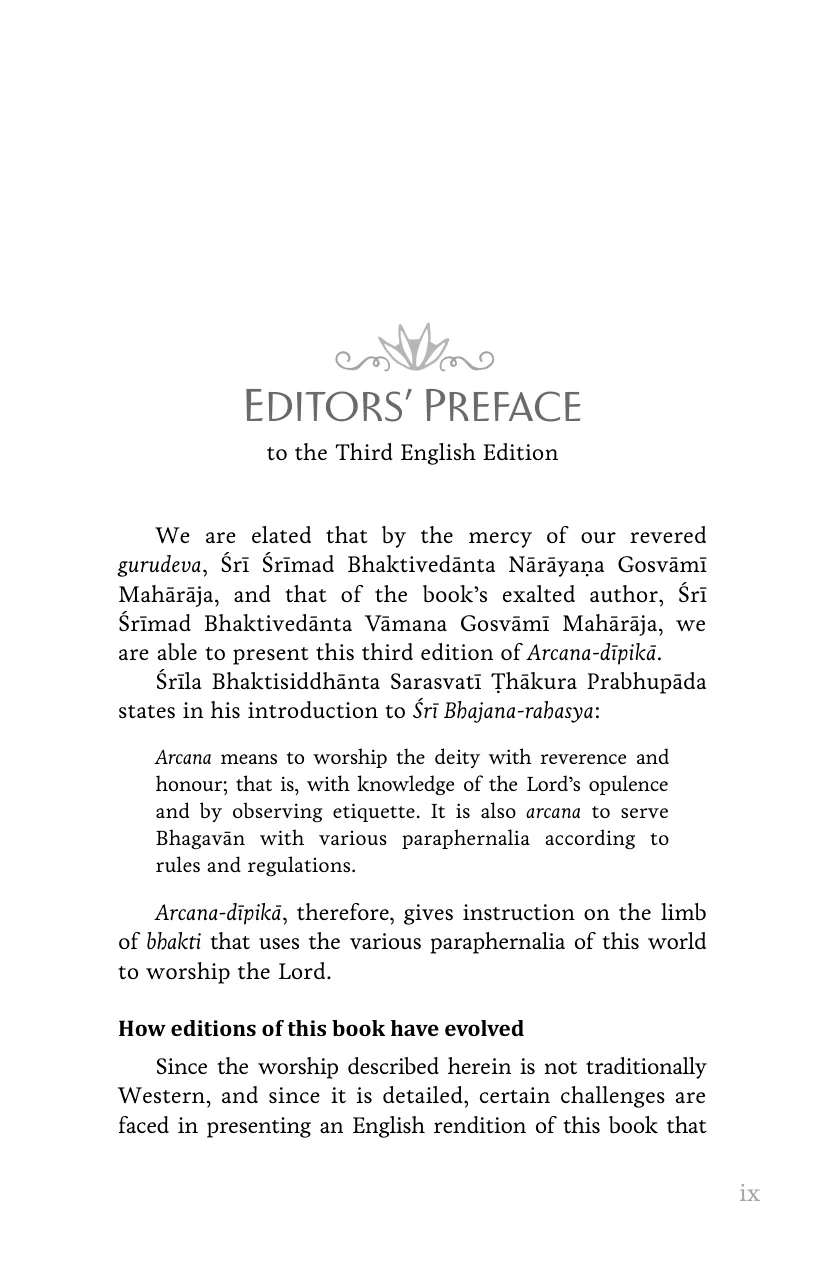 EDITORS’ PREFACE
to the Third English Edition
We are elated that by the mercy of our revered
gurudeva, Śrī Śrīmad Bhaktivedānta Nārāyaṇa Gosvāmī
Mahārāja, and that of the book’s exalted author, Śrī
Śrīmad Bhaktivedānta Vāmana Gosvāmī Mahārāja, we
are able to present this third edition of Arcana-dīpikā.
Śrīla Bhaktisiddhānta Sarasvatī Ṭhākura Prabhupāda
states in his introduction to Śrī Bhajana-rahasya:
Arcana means to worship the deity with reverence and
honour; that is, with knowledge of the Lord’s opulence
and by observing etiquette. It is also arcana to serve
Bhagavān with various paraphernalia according to
rules and regulations.
Arcana-dīpikā, therefore, gives instruction on the limb
of bhakti that uses the various paraphernalia of this world
to worship the Lord.
How editions of this book have evolved
Since the worship described herein is not traditionally
Western, and since it is detailed, certain challenges are
faced in presenting an English rendition of this book that
ix